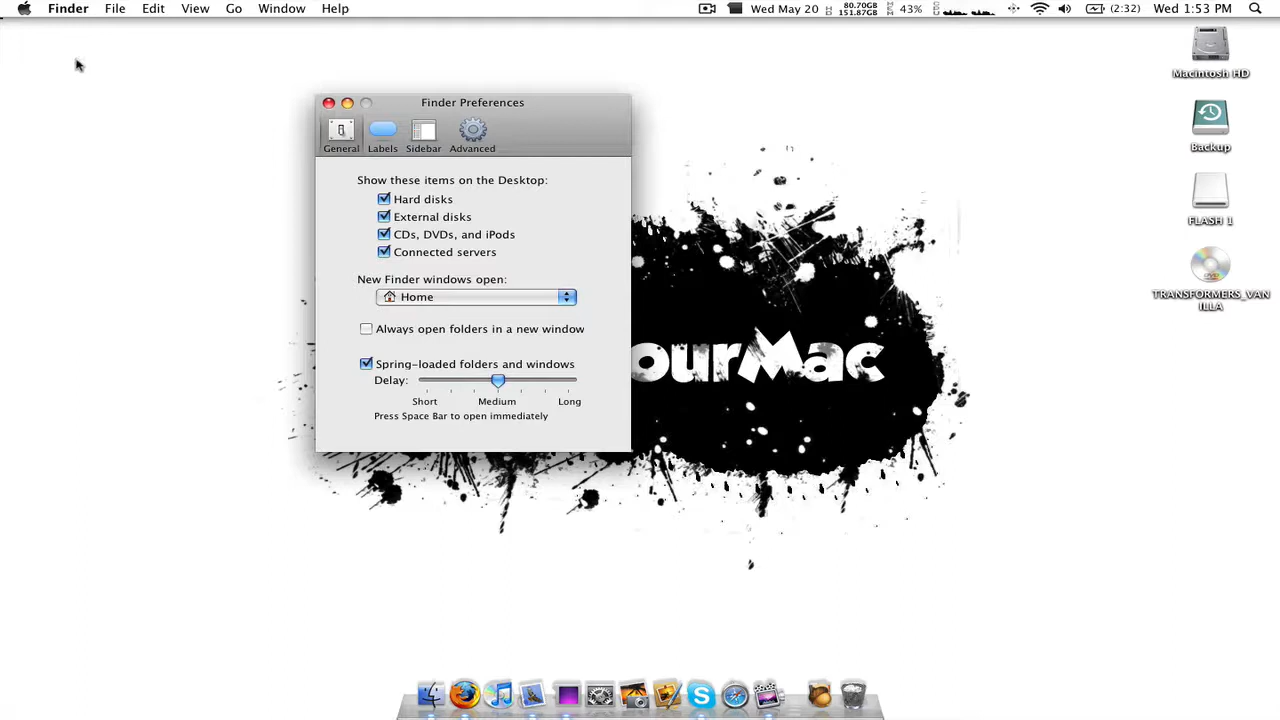 Finder File Edit View Go Window Help Wed May 20 80.70GB 151.87GB 43% (2:32) Wed 1:53 PM
Macintosh HD
Finder Preferences
General Labels Sidebar Advanced
Backup
Show these items on the Desktop:
Hard disks
External disks
FLASH 1
CDs, DVDs, and iPods
Connected servers
New Finder windows open:
Home
TRANSFORMERS_VAN
ILLA
Always open folders in a new window
Spring-loaded folders and windows
ourMac
Delay:
Short Medium Long
Press Space Bar to open immediately